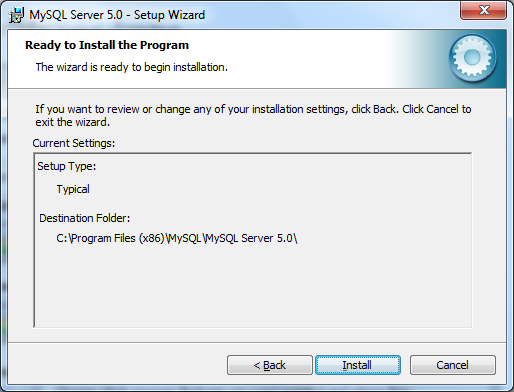 MySQL Server 5.0 - Setup Wizard
Ready to Install the Program
The wizard is ready to begin installation.
If you want to review or change any of your installation settings, click Back. Click Cancel to
exit the wizard.
Current Settings:
Setup Type:
Typical
Destination Folder:
C:\Program Files (x86)\MySQL\MySQL Server 5.0\
< Back Install Cancel